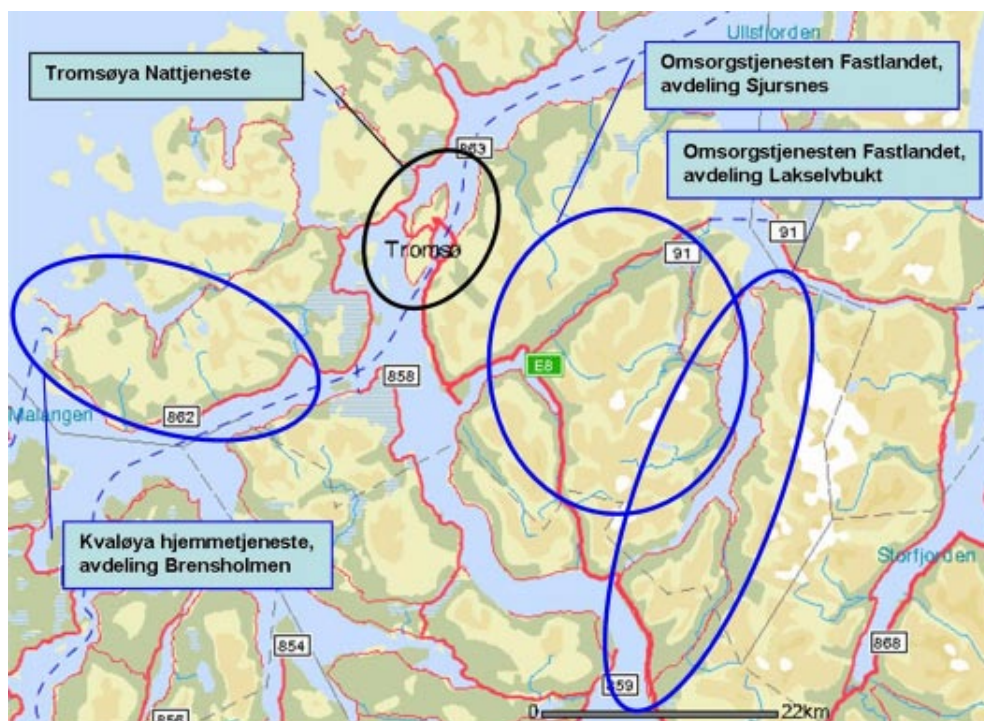 Ullsfjorden
Tromsøya Nattjeneste
Omsorgstjenesten Fastlandet,
avdeling Sjursnes
863
Omsorgstjenesten Fastlandet,
avdeling Lakselvbukt
91
91
Tromsø
E8
858
862
Malangen
Kvaløya hjemmetjeneste,
avdeling Brensholmen
Storfjorden
854
868
859
856
0
22km